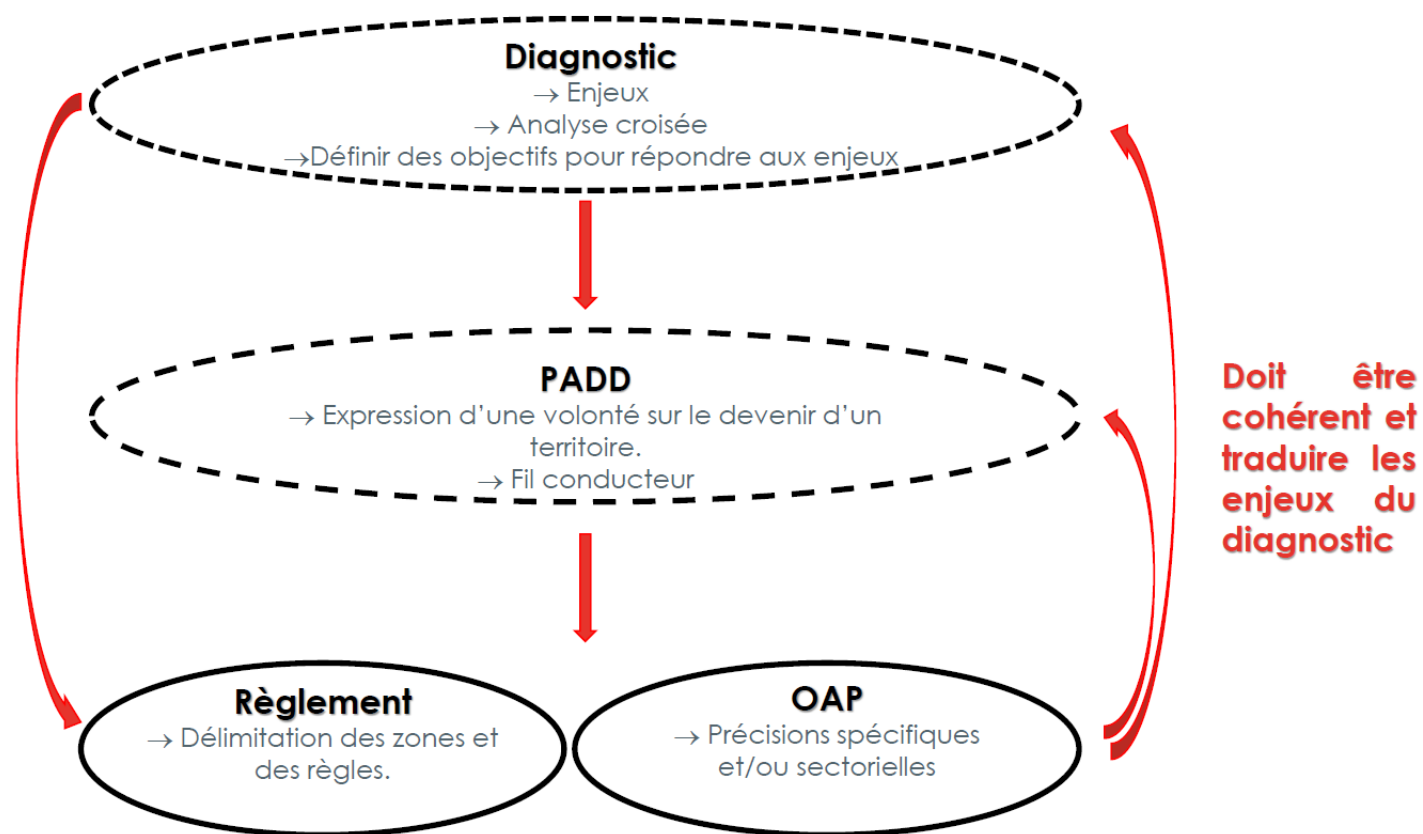 Diagnostic
→ Enjeux
→ Analyse croisée
→Définir des objectifs pour répondre aux enjeux
PADD
→ Expression d’une volonté sur le devenir d’un
territoire.
→ Fil conducteur
Doit être
cohérent et
traduire les
enjeux du
diagnostic
Règlement
→ Délimitation des zones et
des règles.
OAP
→ Précisions spécifiques
et/ou sectorielles